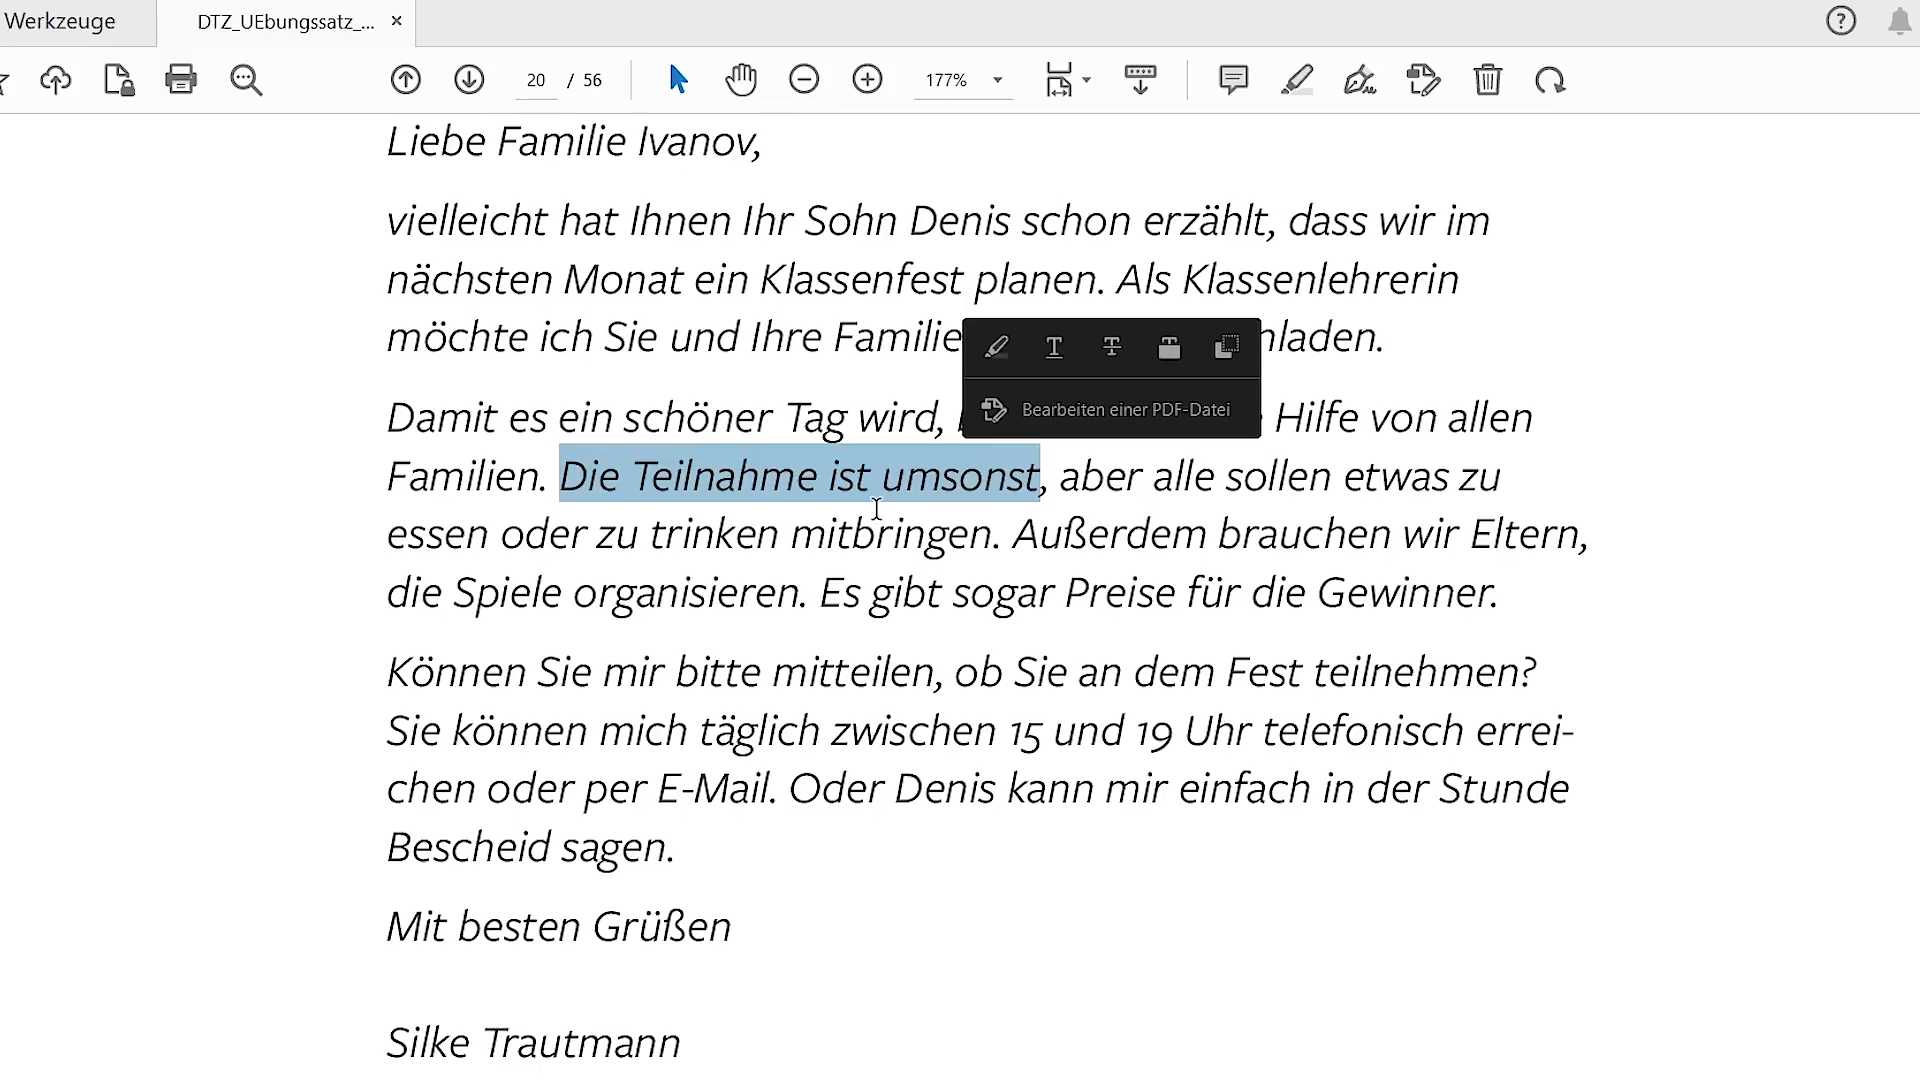 Werkzeuge
DTZ_UEbungssatz_...
20 / 56
177%
Liebe Familie Ivanov,
vielleicht hat Ihnen Ihr Sohn Denis schon erzählt, dass wir im
nächsten Monat ein Klassenfest planen. Als Klassenlehrerin
möchte ich Sie und Ihre Familie nladen.
Bearbeiten einer PDF-Datei
Damit es ein schöner Tag wird, Hilfe von allen
Familien. Die Teilnahme ist umsonst, aber alle sollen etwas zu
essen oder zu trinken mitbringen. Außerdem brauchen wir Eltern,
die Spiele organisieren. Es gibt sogar Preise für die Gewinner.
Können Sie mir bitte mitteilen, ob Sie an dem Fest teilnehmen?
Sie können mich täglich zwischen 15 und 19 Uhr telefonisch errei-
chen oder per E-Mail. Oder Denis kann mir einfach in der Stunde
Bescheid sagen.
Mit besten Grüßen
Silke Trautmann